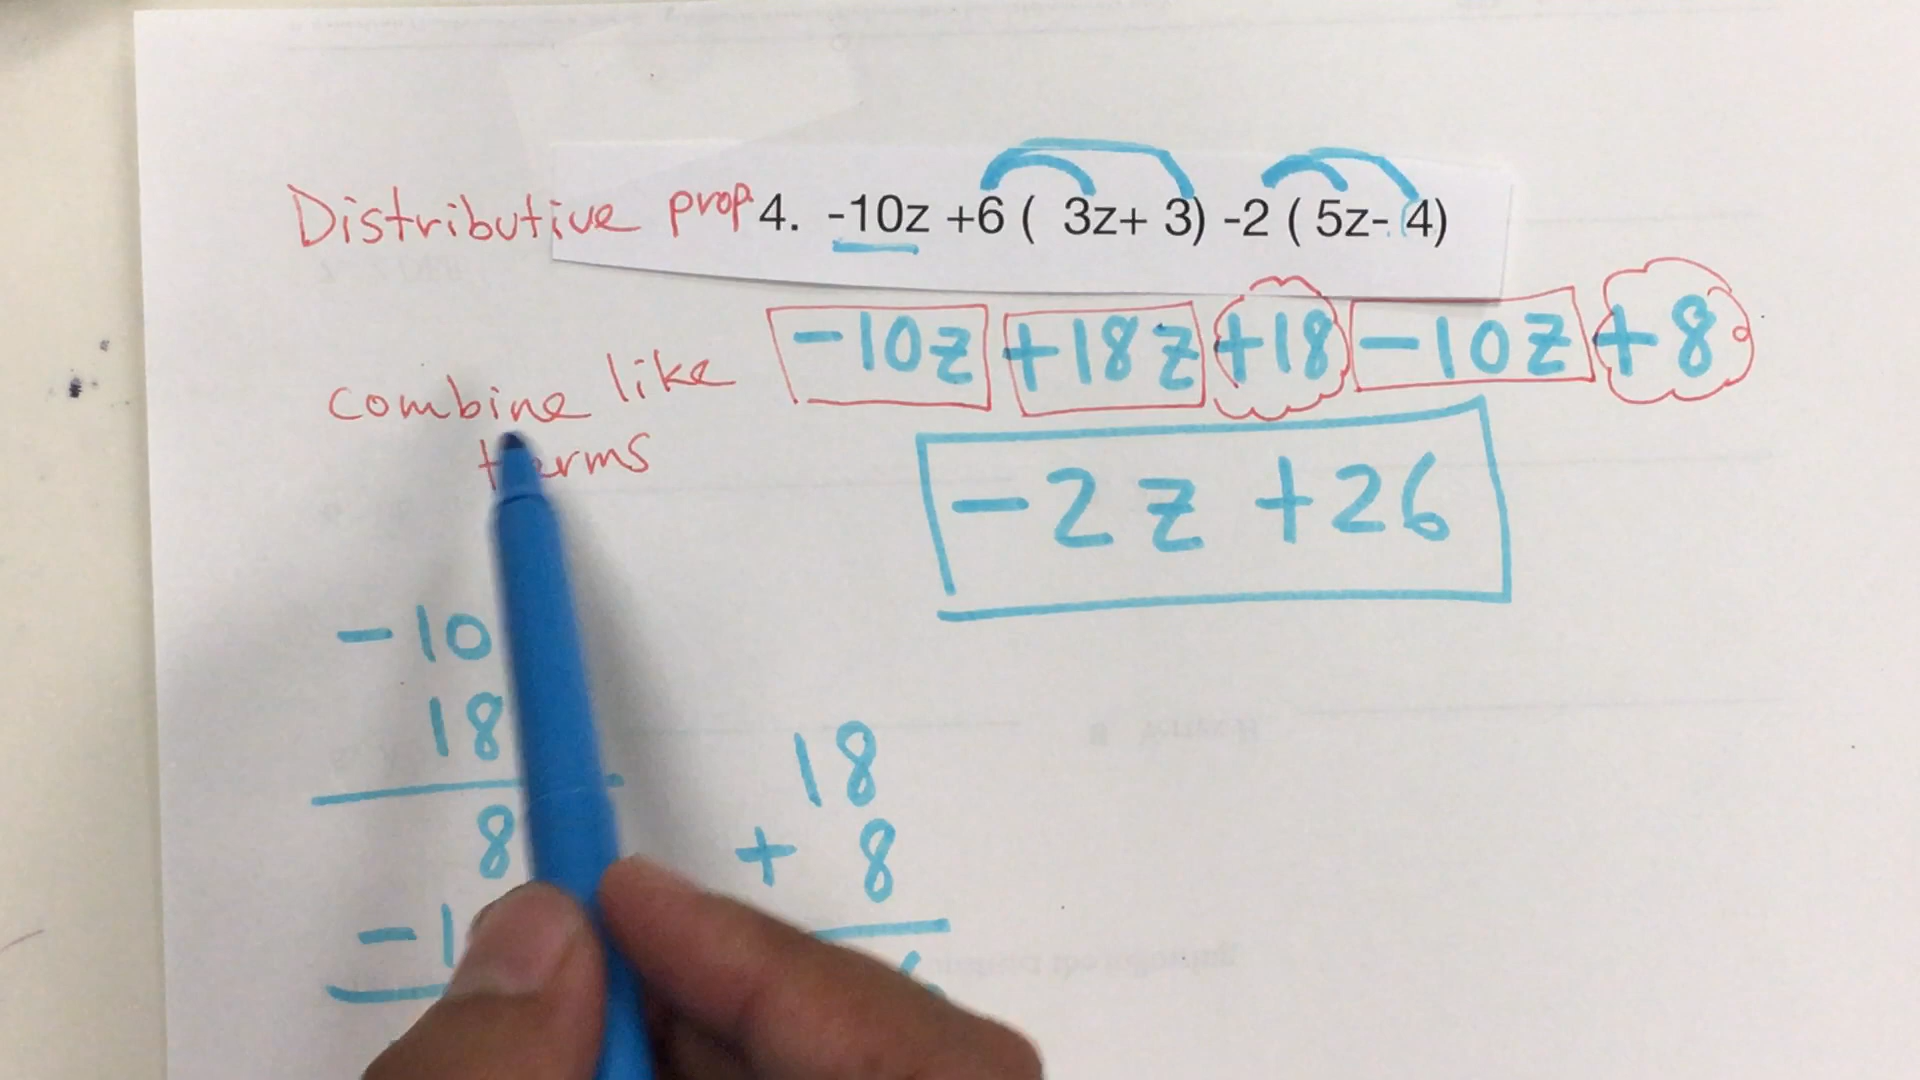 Distributive prop. 4. -10z +6 ( 3z+ 3) -2 ( 5z- 4)
-10z +18z +18 -10z +8
combine like
terms
-2z +26
-10
18
8
-1
18
+ 8